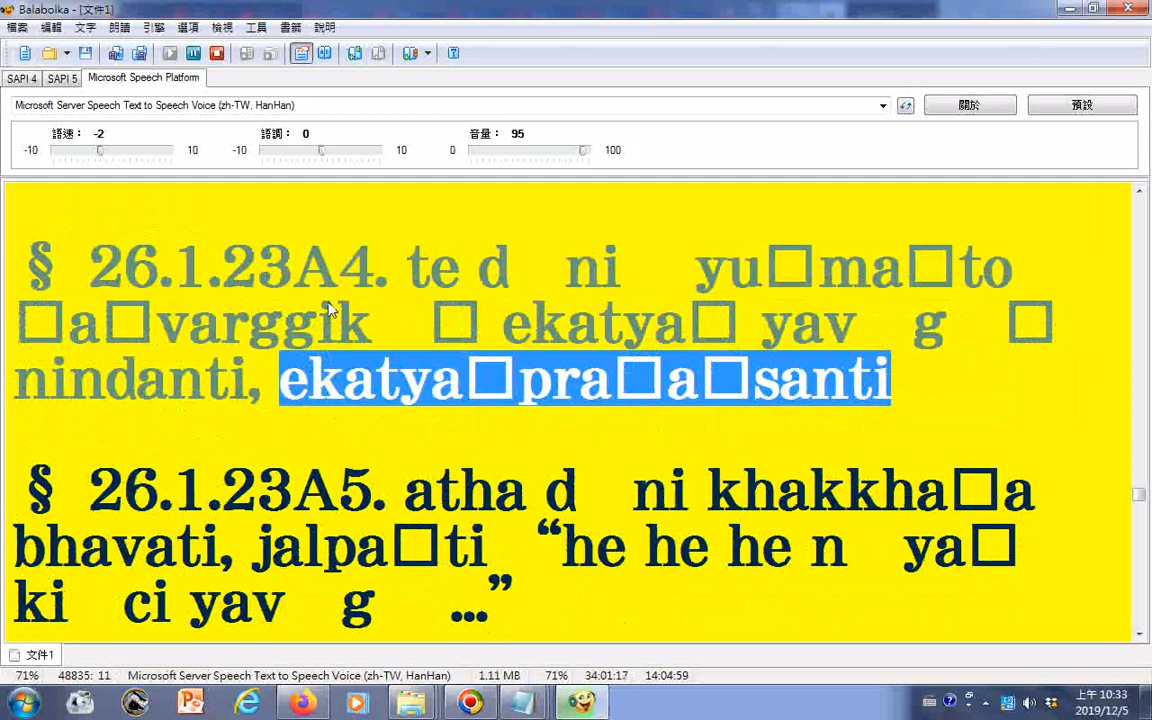 Balabolka - [文件1]
檔案 編輯 文字 朗讀 引擎 選項 檢視 工具 書籤 說明
SAPI 4 SAPI 5 Microsoft Speech Platform
Microsoft Server Speech Text to Speech Voice (zh-TW, HanHan) 關於 預設
語速： -2 語調： 0 音量： 95
-10 10 -10 10 0 100
§ 26.1.23A4. te d ni yu□ma□to
□a□varggik □ ekatya□ yav g □
nindanti, ekatya□pra□a□santi
§ 26.1.23A5. atha d ni khakkha□a
bhavati, jalpa□ti “he he he n ya□
ki ci yav g ...”
文件1
71% 48835: 11 Microsoft Server Speech Text to Speech Voice (zh-TW, HanHan) 1.11 MB 71% 34:01:17 14:04:59
上午 10:33
2019/12/5